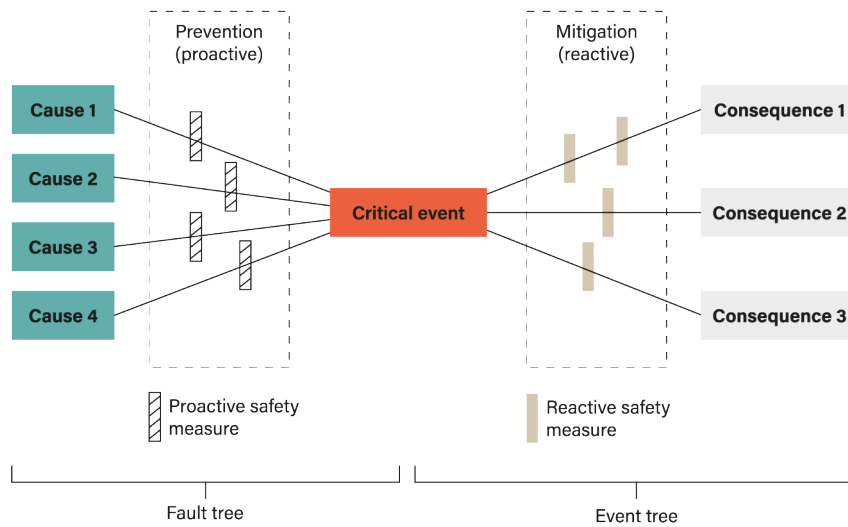 Prevention
(proactive)
Mitigation
(reactive)
Cause 1
Cause 2
Cause 3
Cause 4
Critical event
Consequence 1
Consequence 2
Consequence 3
Proactive safety
measure
Reactive safety
measure
Fault tree
Event tree